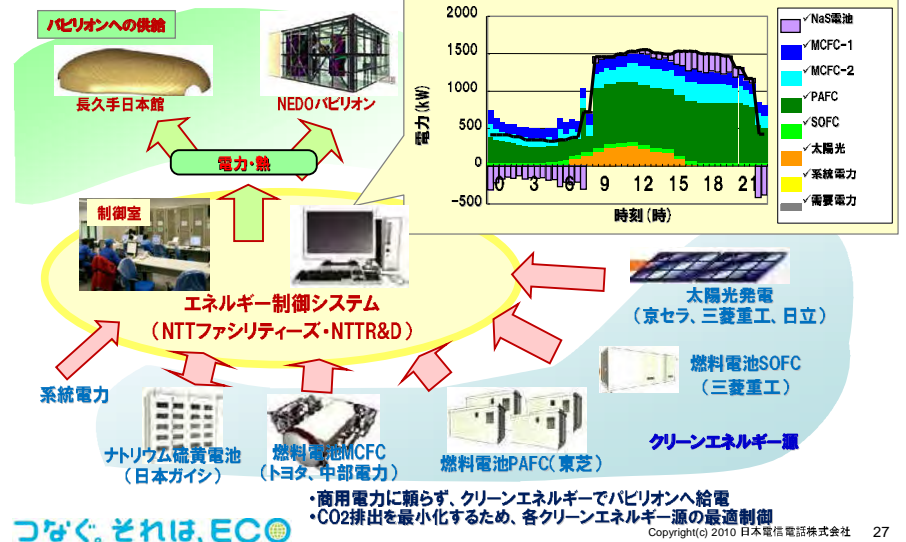 パビリオンへの供給
長久手日本館
NEDOパビリオン
電力・熱
制御室
エネルギー制御システム
（NTTファシリティーズ・NTTR&D）
電力(kW)
2000
1500
1000
500
0
-500
0 3 6 9 12 15 18 21
時刻(時)
✓NaS電池
✓MCFC-1
✓MCFC-2
✓PAFC
✓SOFC
✓太陽光
✓系統電力
✓需要電力
太陽光発電
（京セラ、三菱重工、日立）
燃料電池SOFC
（三菱重工）
系統電力
ナトリウム硫黄電池
（日本ガイシ）
燃料電池MCFC
（トヨタ、中部電力）
燃料電池PAFC（東芝）
クリーンエネルギー源
・商用電力に頼らず、クリーンエネルギーでパビリオンへ給電
・CO2排出を最小化するため、各クリーンエネルギー源の最適制御
つなぐ。それは、ECO
Copyright(c) 2010 日本電信電話株式会社
27